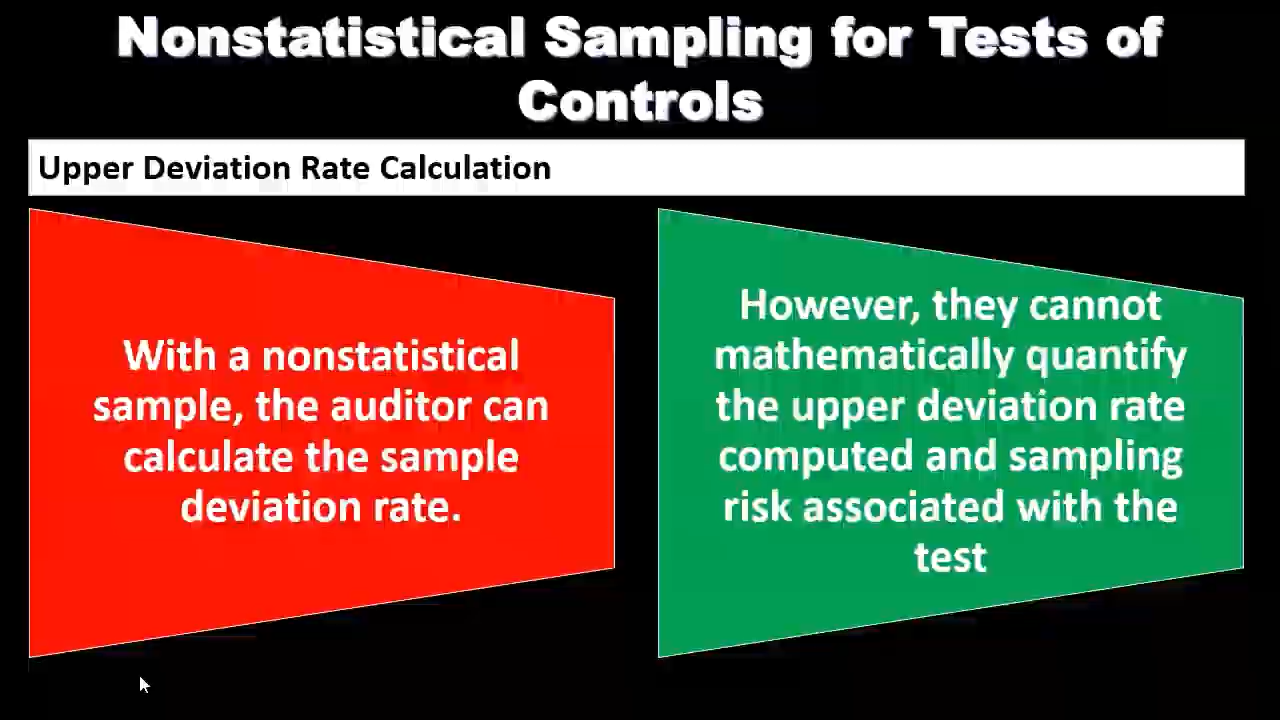 Nonstatistical Sampling for Tests of
Controls
Upper Deviation Rate Calculation
With a nonstatistical
sample, the auditor can
calculate the sample
deviation rate.
However, they cannot
mathematically quantify
the upper deviation rate
computed and sampling
risk associated with the
test